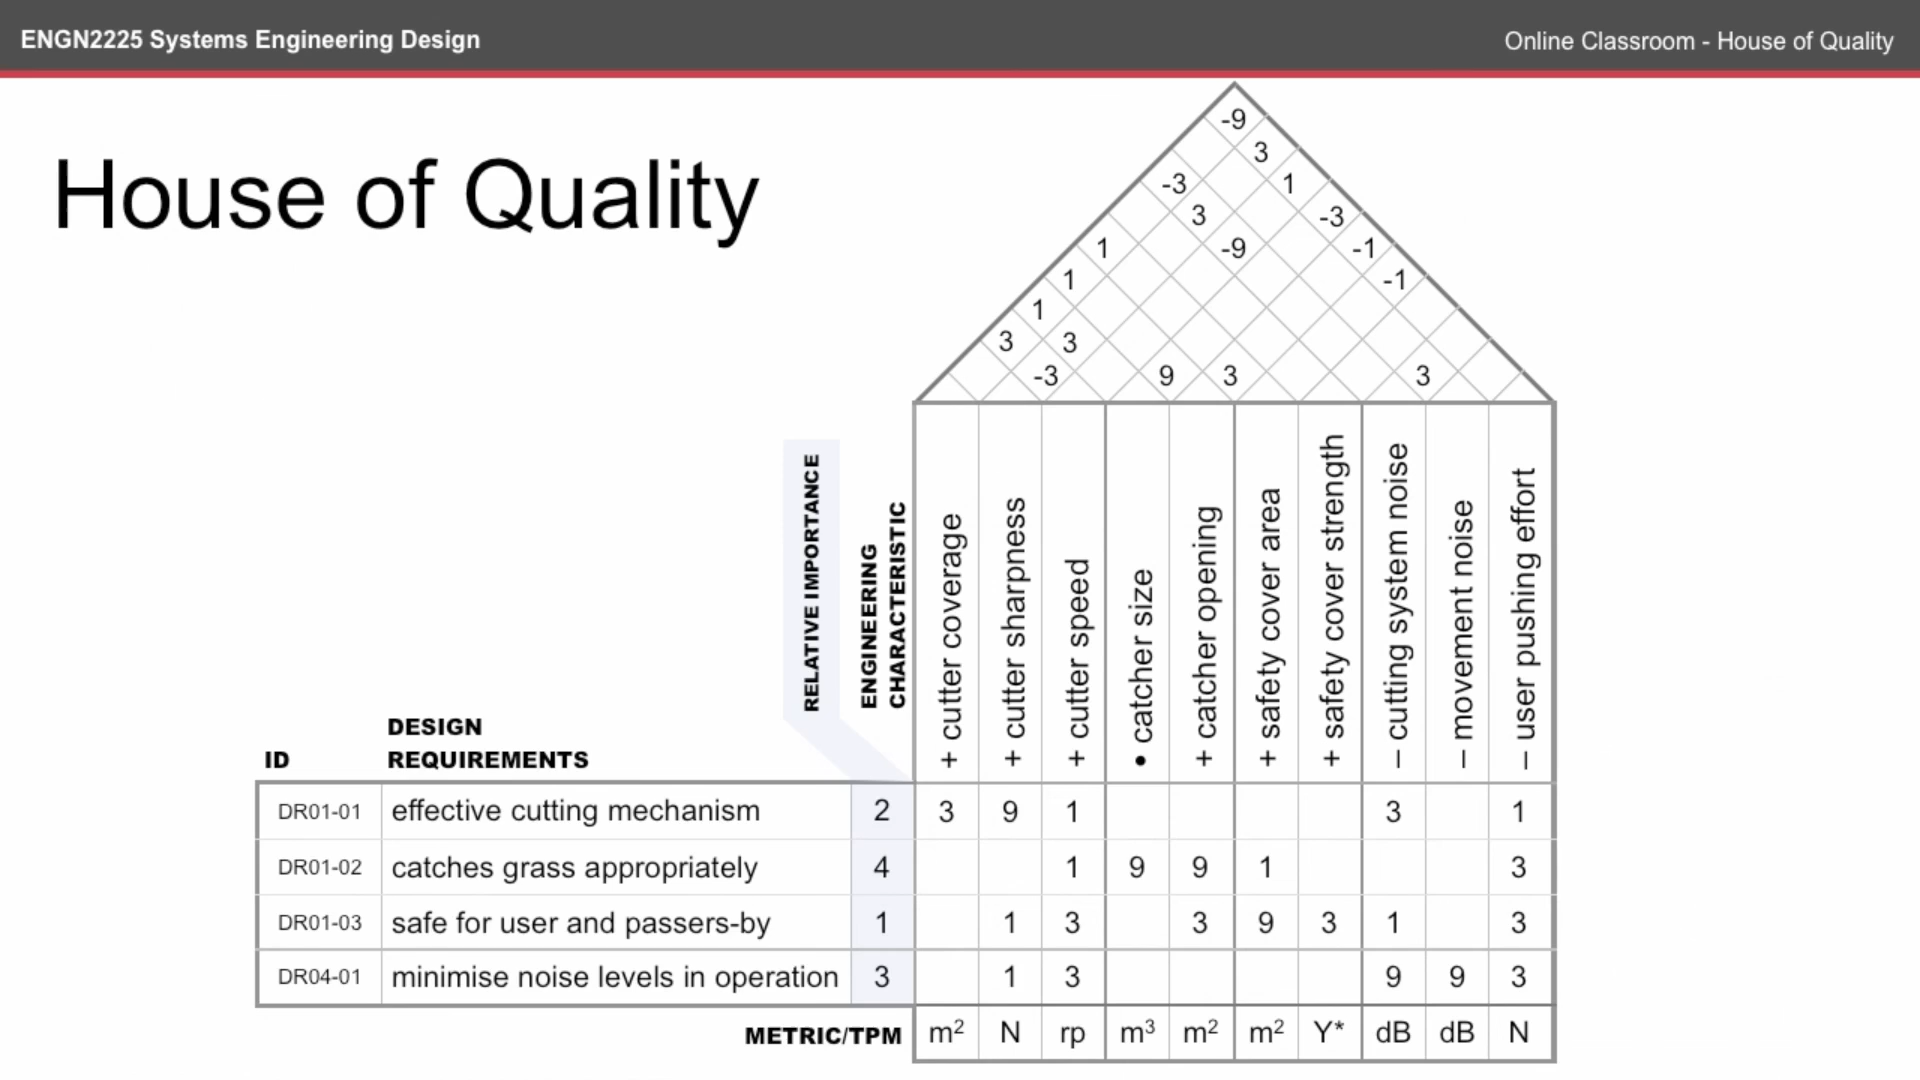 ENGN2225 Systems Engineering Design
Online Classroom - House of Quality
House of Quality
-9
3
-3 1
3 -3
1 -9 -1
1 -1
1
3 3
-3 9 3 3
RELATIVE IMPORTANCE
ENGINEERING
CHARACTERISTIC
+ cutter coverage
+ cutter sharpness
+ cutter speed
• catcher size
+ catcher opening
+ safety cover area
+ safety cover strength
– cutting system noise
– movement noise
– user pushing effort
ID
DESIGN
REQUIREMENTS
DR01-01 effective cutting mechanism 2 3 9 1 3 1
DR01-02 catches grass appropriately 4 1 9 9 1 3
DR01-03 safe for user and passers-by 1 1 3 3 9 3 1 3
DR04-01 minimise noise levels in operation 3 1 3 9 9 3
METRIC/TPM m² N rp m³ m² m² Y* dB dB N